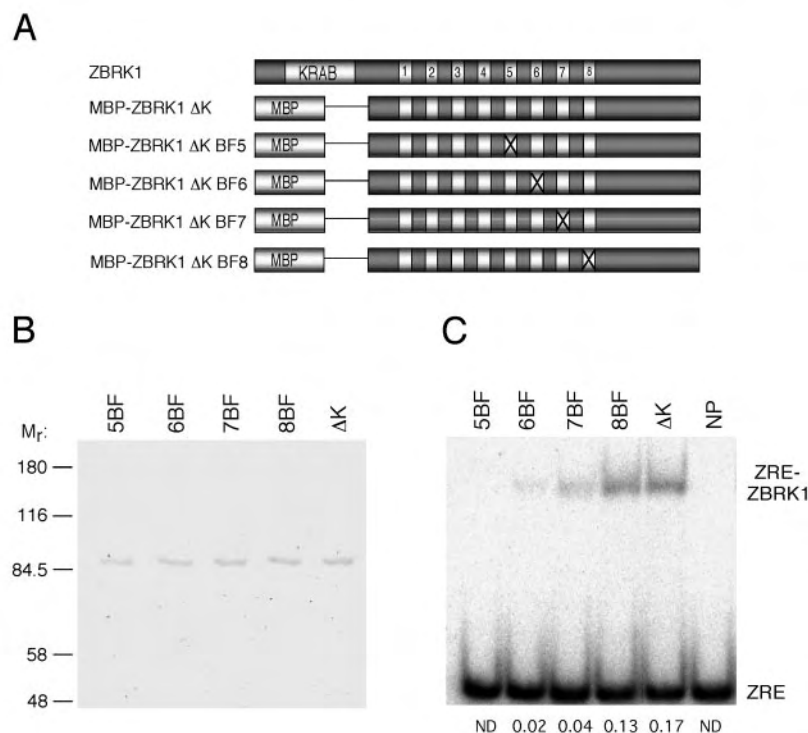 A
ZBRK1 KRAB 1 2 3 4 5 6 7 8
MBP-ZBRK1 ΔK MBP
MBP-ZBRK1 ΔK BF5 MBP
MBP-ZBRK1 ΔK BF6 MBP
MBP-ZBRK1 ΔK BF7 MBP
MBP-ZBRK1 ΔK BF8 MBP
B
Mr: 5BF 6BF 7BF 8BF ΔK
180
116
84.5
58
48
C
5BF 6BF 7BF 8BF ΔK NP
ZRE-
ZBRK1
ZRE
ND 0.02 0.04 0.13 0.17 ND